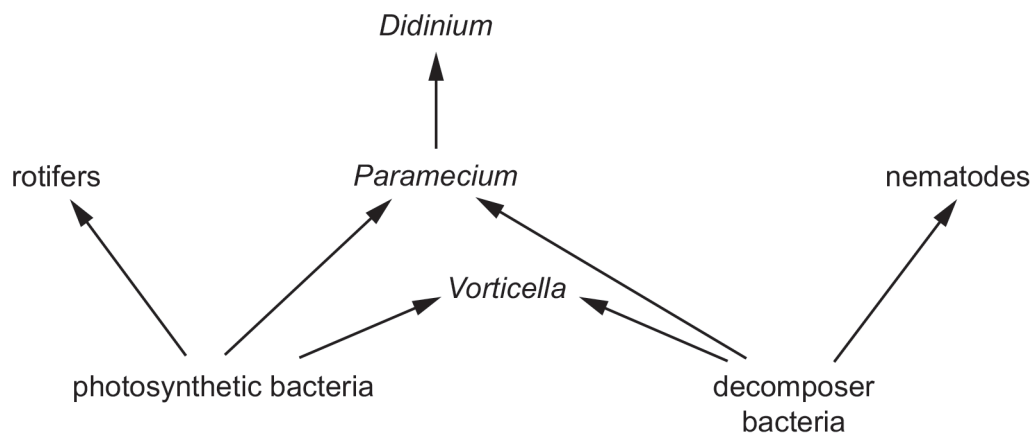 Didinium
rotifers
Paramecium
nematodes
Vorticella
photosynthetic bacteria
decomposer
bacteria